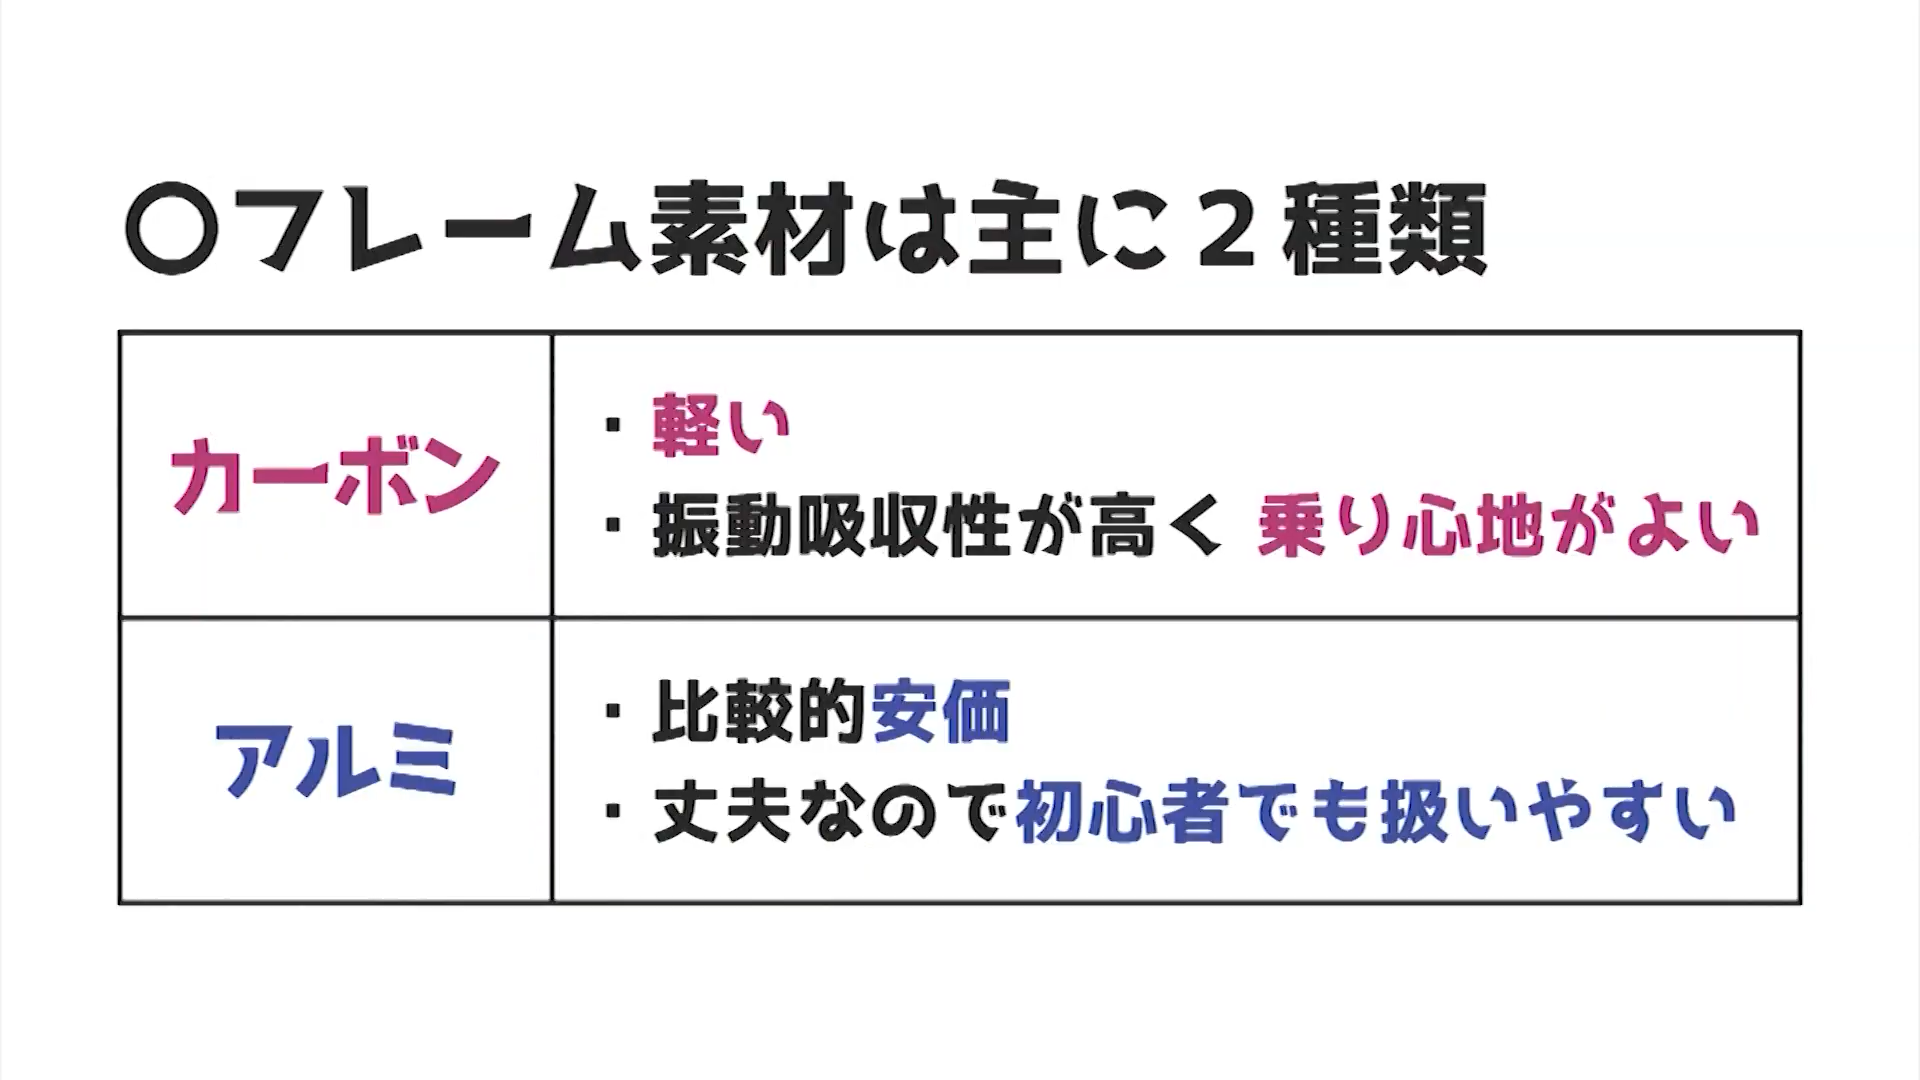 〇フレーム素材は主に２種類
カーボン
・軽い
・振動吸収性が高く 乗り心地がよい
アルミ
・比較的安価
・丈夫なので初心者でも扱いやすい